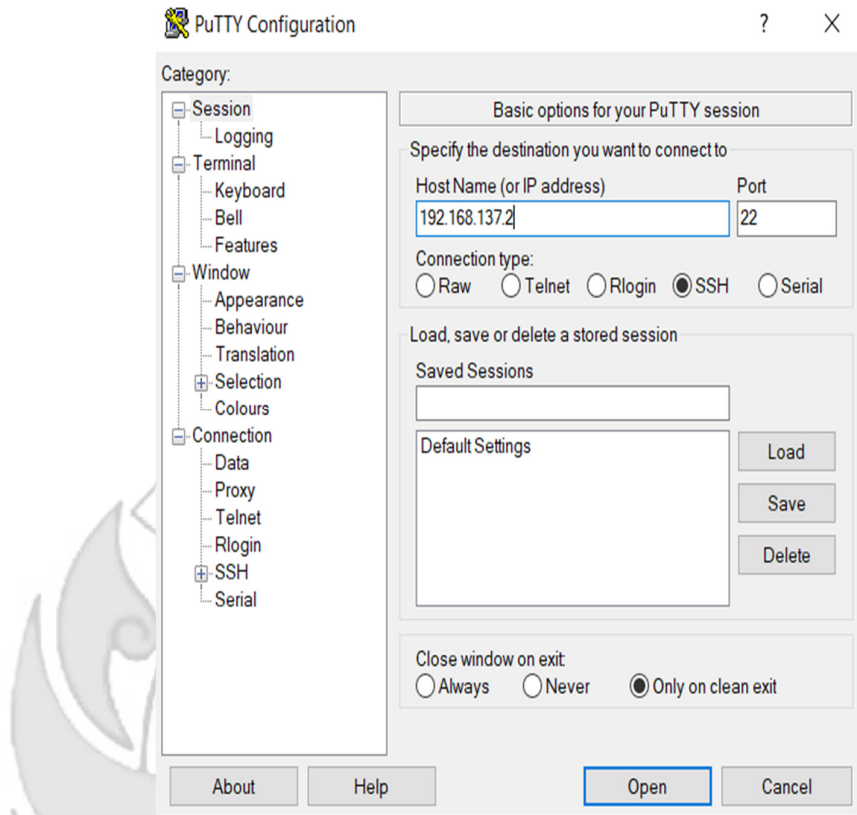 PuTTY Configuration
?
Category:
Session
Logging
Terminal
Keyboard
Bell
Features
Window
Appearance
Behaviour
Translation
Selection
Colours
Connection
Data
Proxy
Telnet
Rlogin
SSH
Serial
Basic options for your PuTTY session
Specify the destination you want to connect to
Host Name (or IP address) Port
192.168.137.2 22
Connection type:
Raw Telnet Rlogin SSH Serial
Load, save or delete a stored session
Saved Sessions
Default Settings
Load
Save
Delete
Close window on exit:
Always Never Only on clean exit
About Help Open Cancel